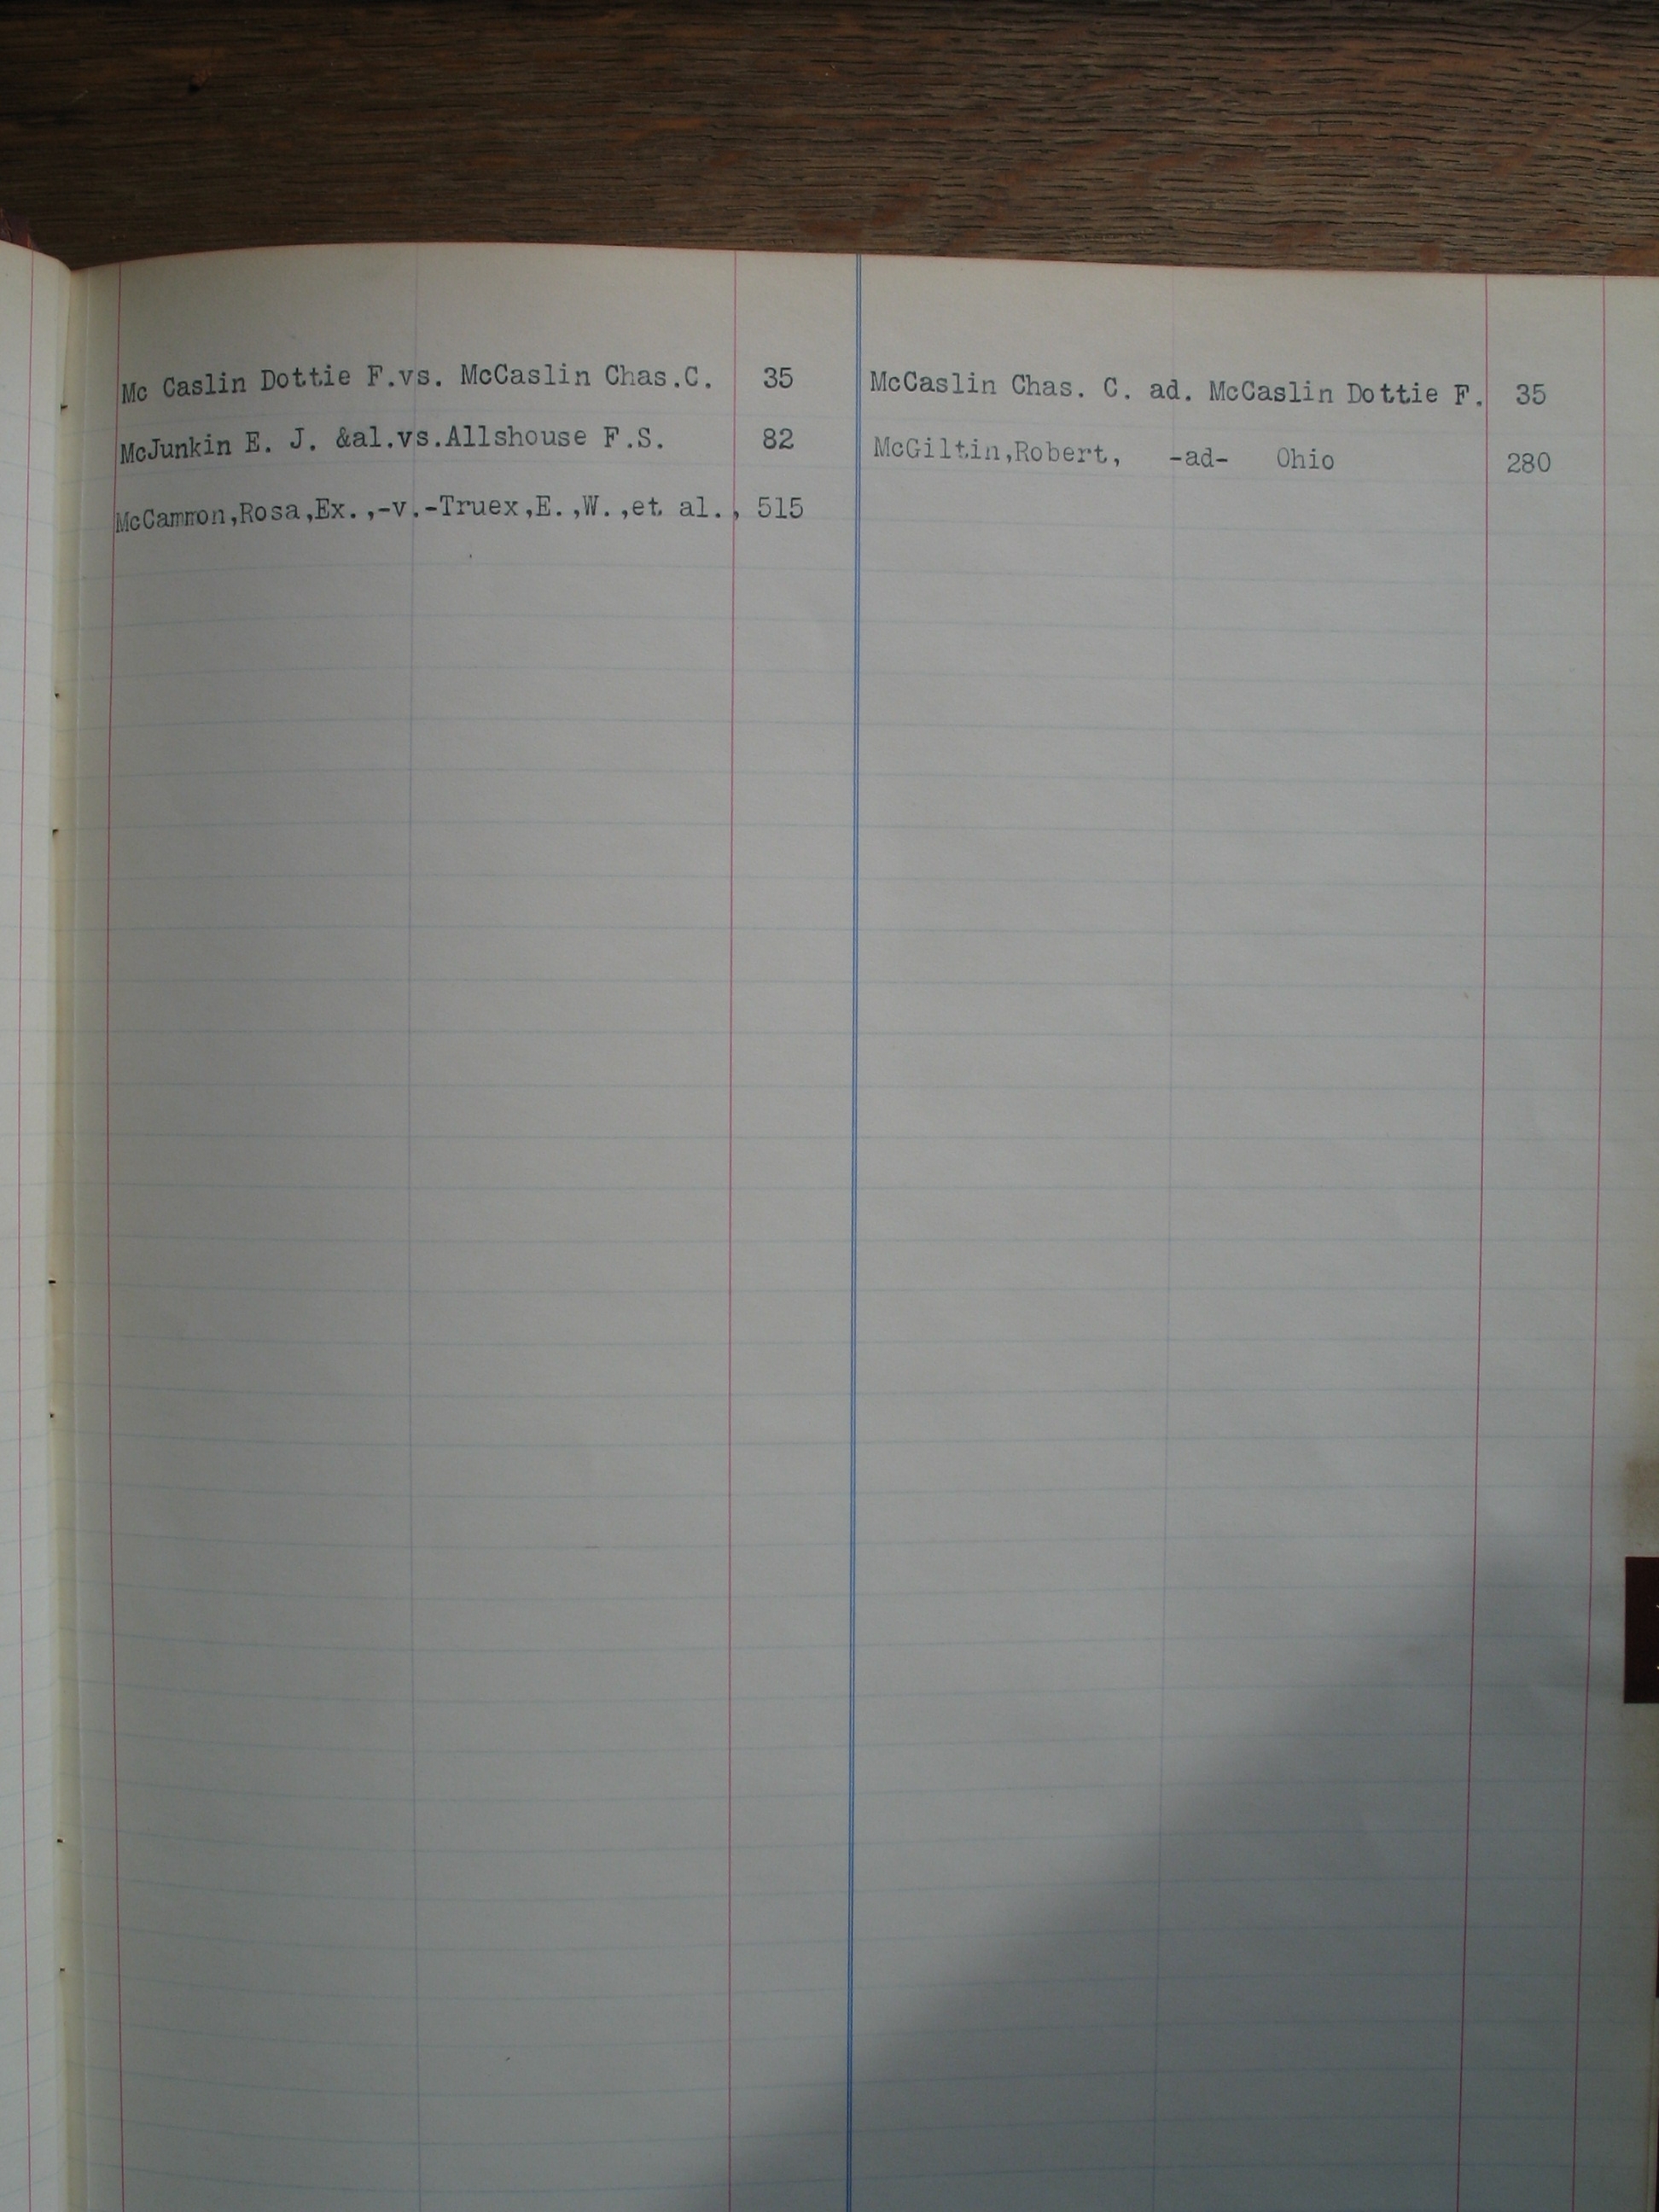 Mc Caslin Dottie F.vs. McCaslin Chas.C. 35
McJunkin E. J. &al.vs.Allshouse F.S. 82
McCammon,Rosa,Ex.,-v.-Truex,E.,W.,et al., 515
McCaslin Chas. C. ad. McCaslin Dottie F. 35
McGiltin,Robert, -ad- Ohio 280